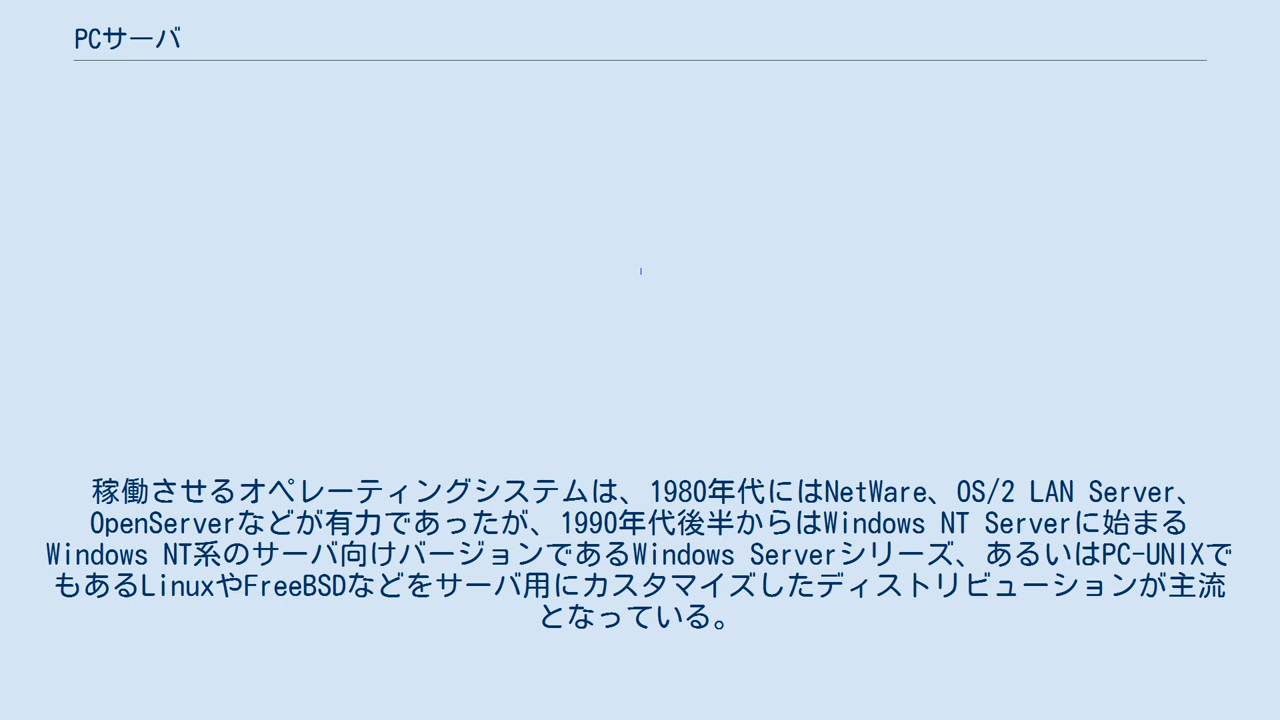 PCサーバ
稼働させるオペレーティングシステムは、1980年代にはNetWare、OS/2 LAN Server、
OpenServerなどが有力であったが、1990年代後半からはWindows NT Serverに始まる
Windows NT系のサーバ向けバージョンであるWindows Serverシリーズ、あるいはPC-UNIXで
もあるLinuxやFreeBSDなどをサーバ用にカスタマイズしたディストリビューションが主流
となっている。